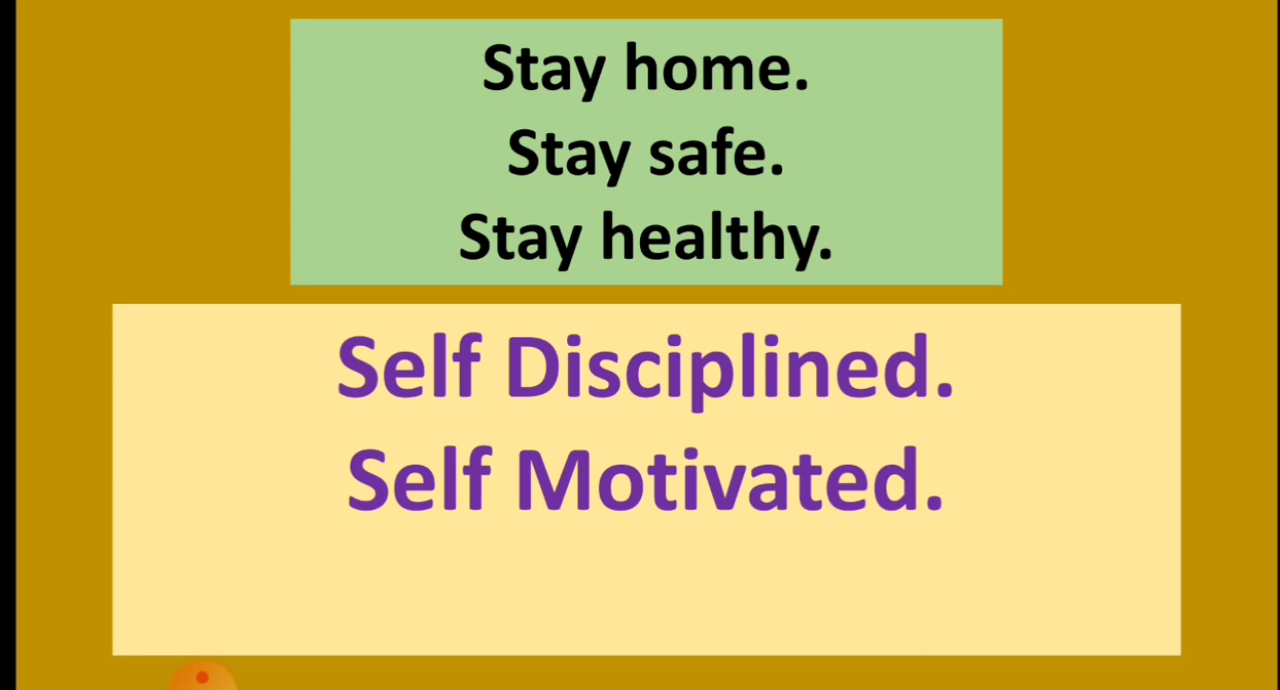 Stay home.
Stay safe.
Stay healthy.
Self Disciplined.
Self Motivated.